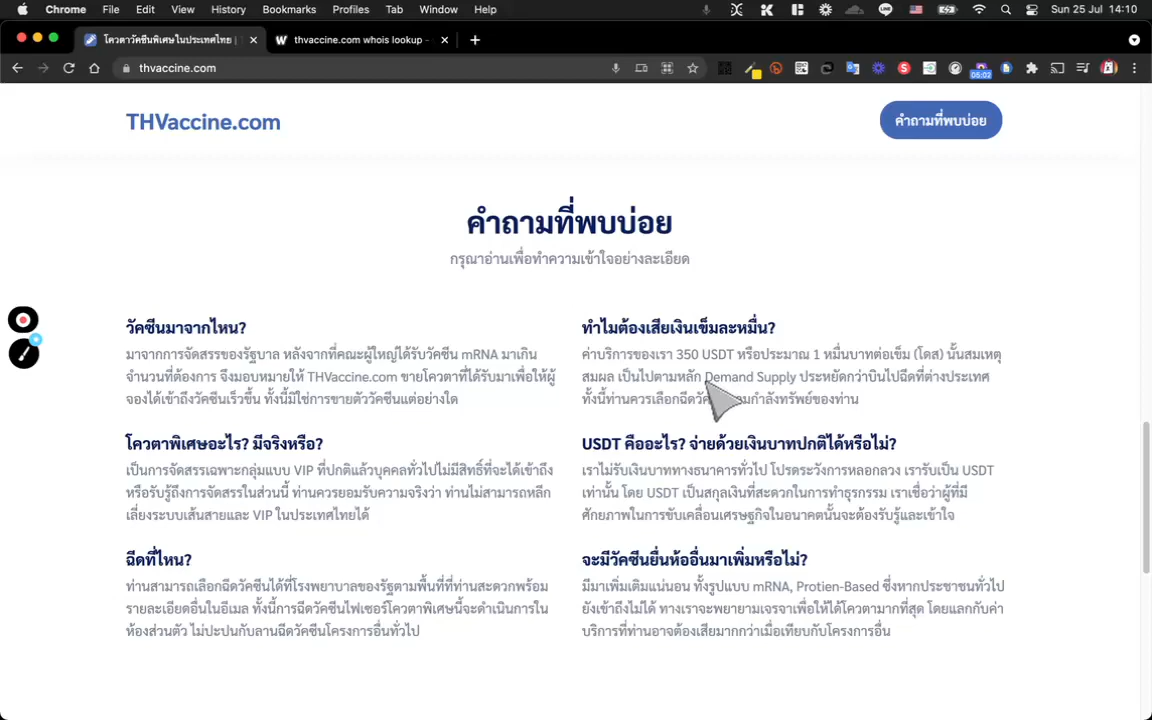 Chrome File Edit View History Bookmarks Profiles Tab Window Help Sun 25 Jul 14:10
โควตาวัคซีนพิเศษในประเทศไทย | thvaccine.com whois lookup -
thvaccine.com 05:02
THVaccine.com
คำถามที่พบบ่อย
คำถามที่พบบ่อย
กรุณาอ่านเพื่อทำความเข้าใจอย่างละเอียด
วัคซีนมาจากไหน?
มาจากการจัดสรรของรัฐบาล หลังจากที่คณะผู้ใหญ่ได้รับวัคซีน mRNA มาเกิน
จำนวนที่ต้องการ จึงมอบหมายให้ THVaccine.com ขายโควตาที่ได้รับมาเพื่อให้ผู้
จองได้เข้าถึงวัคซีนเร็วขึ้น ทั้งนี้มิใช่การขายตัววัคซีนแต่อย่างใด
โควตาพิเศษอะไร? มีจริงหรือ?
เป็นการจัดสรรเฉพาะกลุ่มแบบ VIP ที่ปกติแล้วบุคคลทั่วไปไม่มีสิทธิ์ที่จะได้เข้าถึง
หรือรับรู้ถึงการจัดสรรในส่วนนี้ ท่านควรยอมรับความจริงว่า ท่านไม่สามารถหลีก
เลี่ยงระบบเส้นสายและ VIP ในประเทศไทยได้
ฉีดที่ไหน?
ท่านสามารถเลือกฉีดวัคซีนได้ที่โรงพยาบาลของรัฐตามพื้นที่ที่ท่านสะดวกพร้อม
รายละเอียดอื่นในอีเมล ทั้งนี้การฉีดวัคซีนไฟเซอร์โควตาพิเศษนี้จะดำเนินการใน
ห้องส่วนตัว ไม่ปะปนกับลานฉีดวัคซีนโครงการอื่นทั่วไป
ทำไมต้องเสียเงินเข็มละหมื่น?
ค่าบริการของเรา 350 USDT หรือประมาณ 1 หมื่นบาทต่อเข็ม (โดส) นั้นสมเหตุ
สมผล เป็นไปตามหลัก Demand Supply ประหยัดกว่าบินไปฉีดที่ต่างประเทศ
ทั้งนี้ท่านควรเลือกฉีดวัค มกำลังทรัพย์ของท่าน
USDT คืออะไร? จ่ายด้วยเงินบาทปกติได้หรือไม่?
เราไม่รับเงินบาททางธนาคารทั่วไป โปรดระวังการหลอกลวง เรารับเป็น USDT
เท่านั้น โดย USDT เป็นสกุลเงินที่สะดวกในการทำธุรกรรม เราเชื่อว่าผู้ที่มี
ศักยภาพในการขับเคลื่อนเศรษฐกิจในอนาคตนั้นจะต้องรับรู้และเข้าใจ
จะมีวัคซีนยื่นห้ออื่นมาเพิ่มหรือไม่?
มีมาเพิ่มเติมแน่นอน ทั้งรูปแบบ mRNA, Protien-Based ซึ่งหากประชาชนทั่วไป
ยังเข้าถึงไม่ได้ ทางเราจะพยายามเจรจาเพื่อให้ได้โควตามากที่สุด โดยแลกกับค่า
บริการที่ท่านอาจต้องเสียมากกว่าเมื่อเทียบกับโครงการอื่น